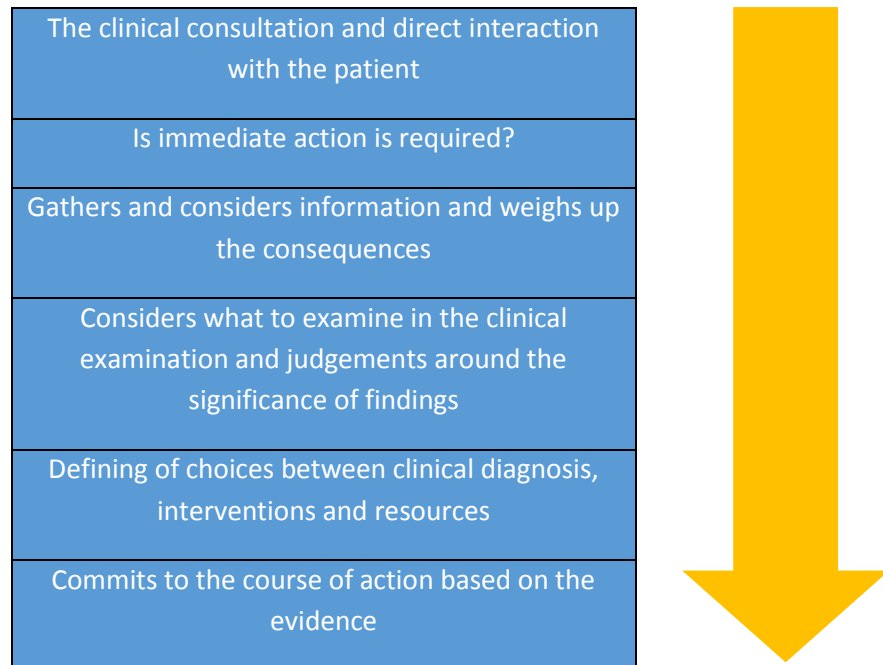 The clinical consultation and direct interaction
with the patient
Is immediate action is required?
Gathers and considers information and weighs up
the consequences
Considers what to examine in the clinical
examination and judgements around the
significance of findings
Defining of choices between clinical diagnosis,
interventions and resources
Commits to the course of action based on the
evidence